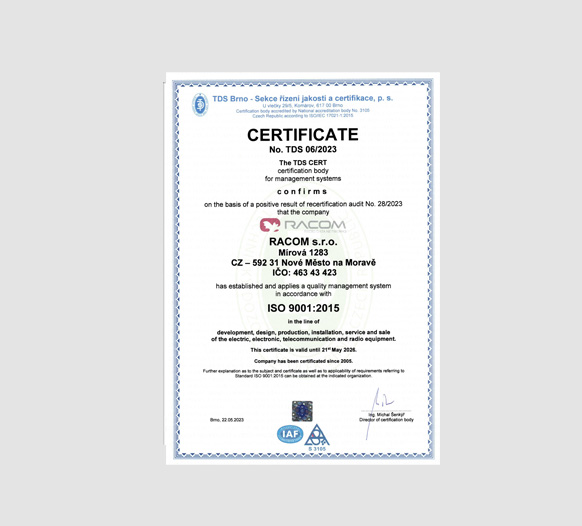 TDS Brno - Sekce řízení jakosti a certifikace, p. s.
U vlečky 29/5, Komárov, 617 00 Brno
Certification body accredited by National accreditation body No. 3105
Czech Republic according to ISO/IEC 17021-1:2015
CERTIFICATE
No. TDS 06/2023
The TDS CERT
certification body
for management systems
confirms
on the basis of a positive result of recertification audit No. 28/2023
that the company
RACOM
RACOM s.r.o.
Mírová 1283
CZ – 592 31 Nové Město na Moravě
IČO: 463 43 423
has established and applies a quality management system
in accordance with
ISO 9001:2015
in the line of
development, design, production, installation, service and sale
of the electric, electronic, telecommunication and radio equipment.
This certificate is valid until 21st May 2026.
Company has been certificated since 2005.
Further explanation as to the subject and certificate as well as to applicability of requirements referring to
Standard ISO 9001:2015 can be obtained at the indicated organization.
Brno, 22.05.2023
Ing. Michal Šenkýř
Director of certification body
IAF
S 3105